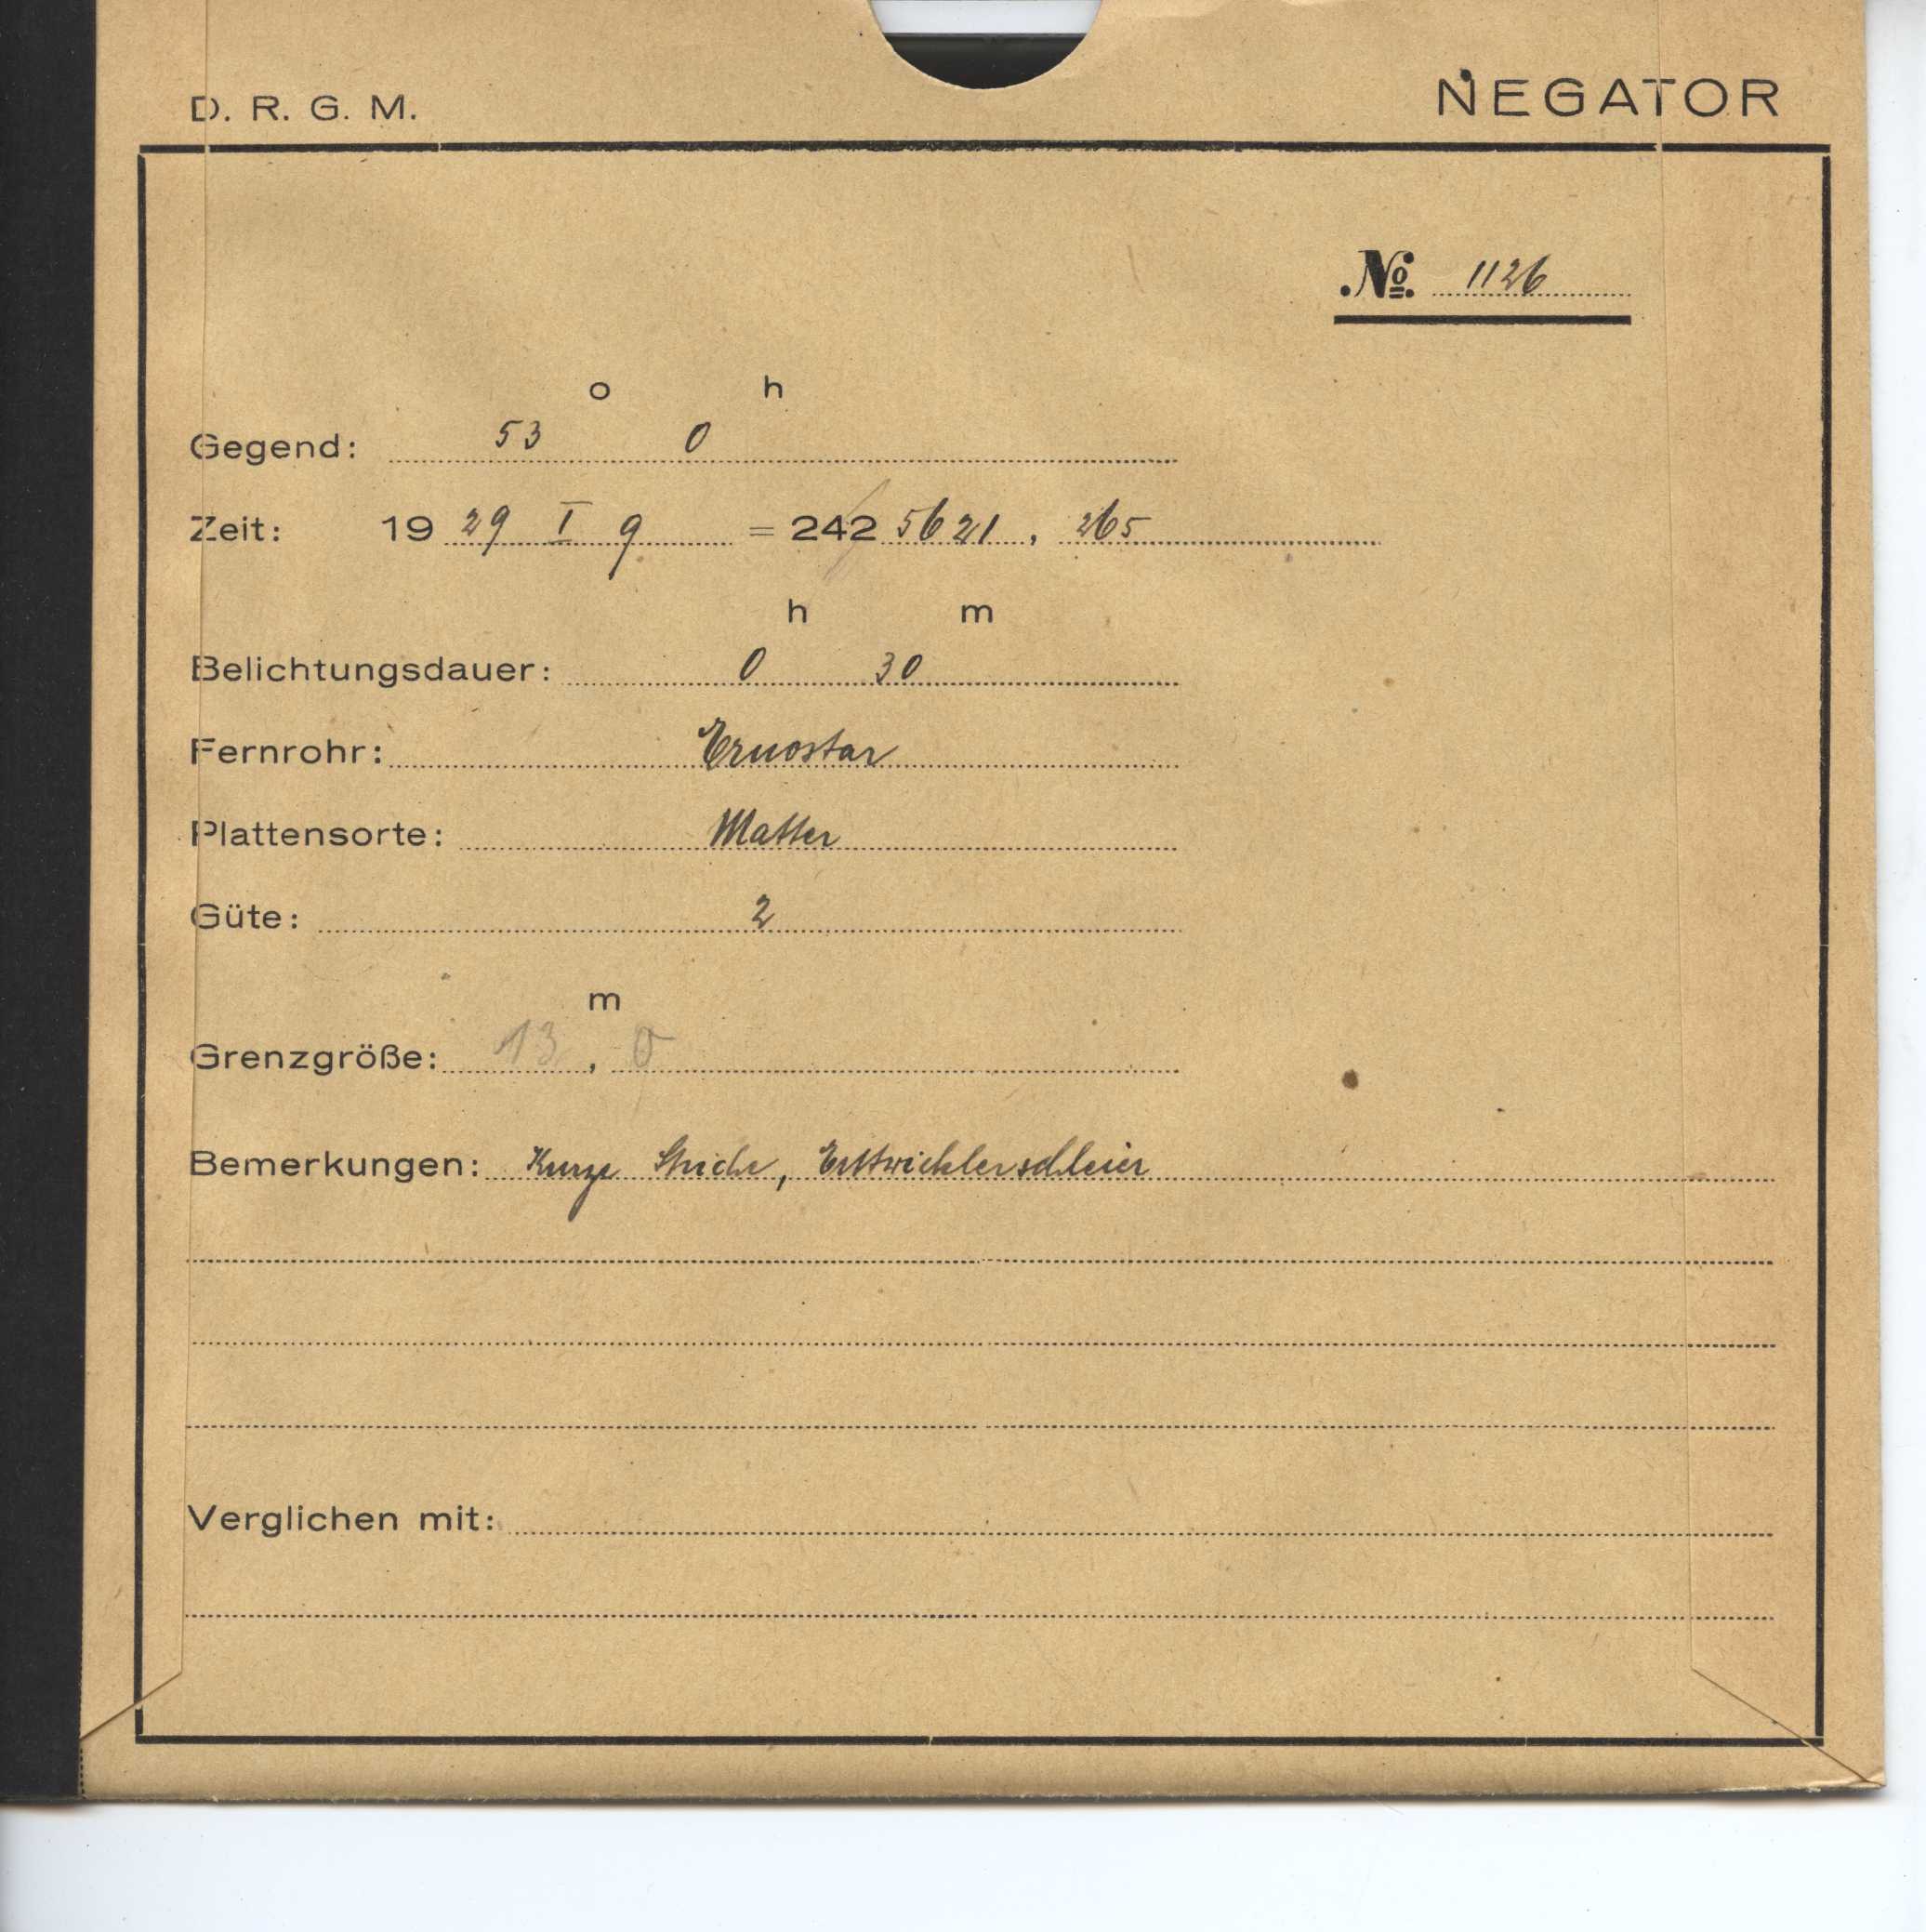 D. R. G. M. NEGATOR
№ 1126
o h
Gegend: 53 0
Zeit: 19 29 I 9 = 242 5621 , 265
h m
Belichtungsdauer: 0 30
Fernrohr: Ernostar
Plattensorte: Matter
Güte: 2
m
Grenzgröße: 13 , 0
Bemerkungen: Kurze Striche, Entwicklerschleier
Verglichen mit: